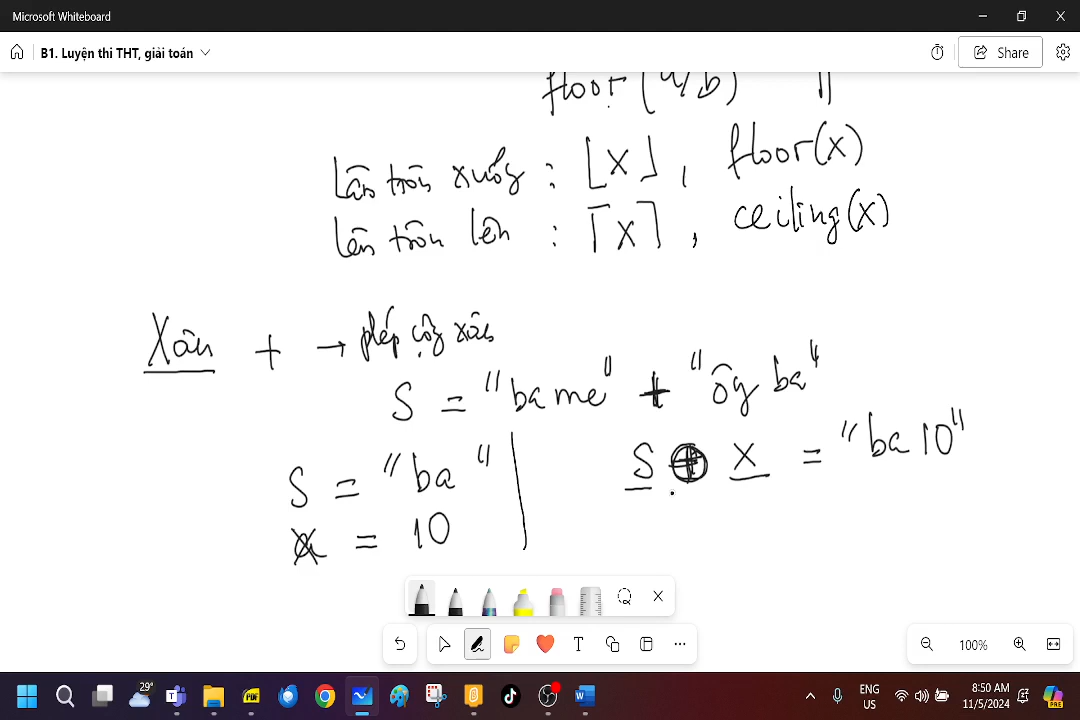 Microsoft Whiteboard
B1. Luyện thi THT, giải toán
Share
floor (a/b)
Làm tròn xuống : ⌊x⌋ , floor(x)
làm tròn lên : ⌈x⌉ , ceiling(x)
Xâu + → phép cộng xâu
S = "ba me" + "ông ba"
S = "ba"
x = 10
S + x = "ba 10"
100%
29°
ENG
US
8:50 AM
11/5/2024
PRE